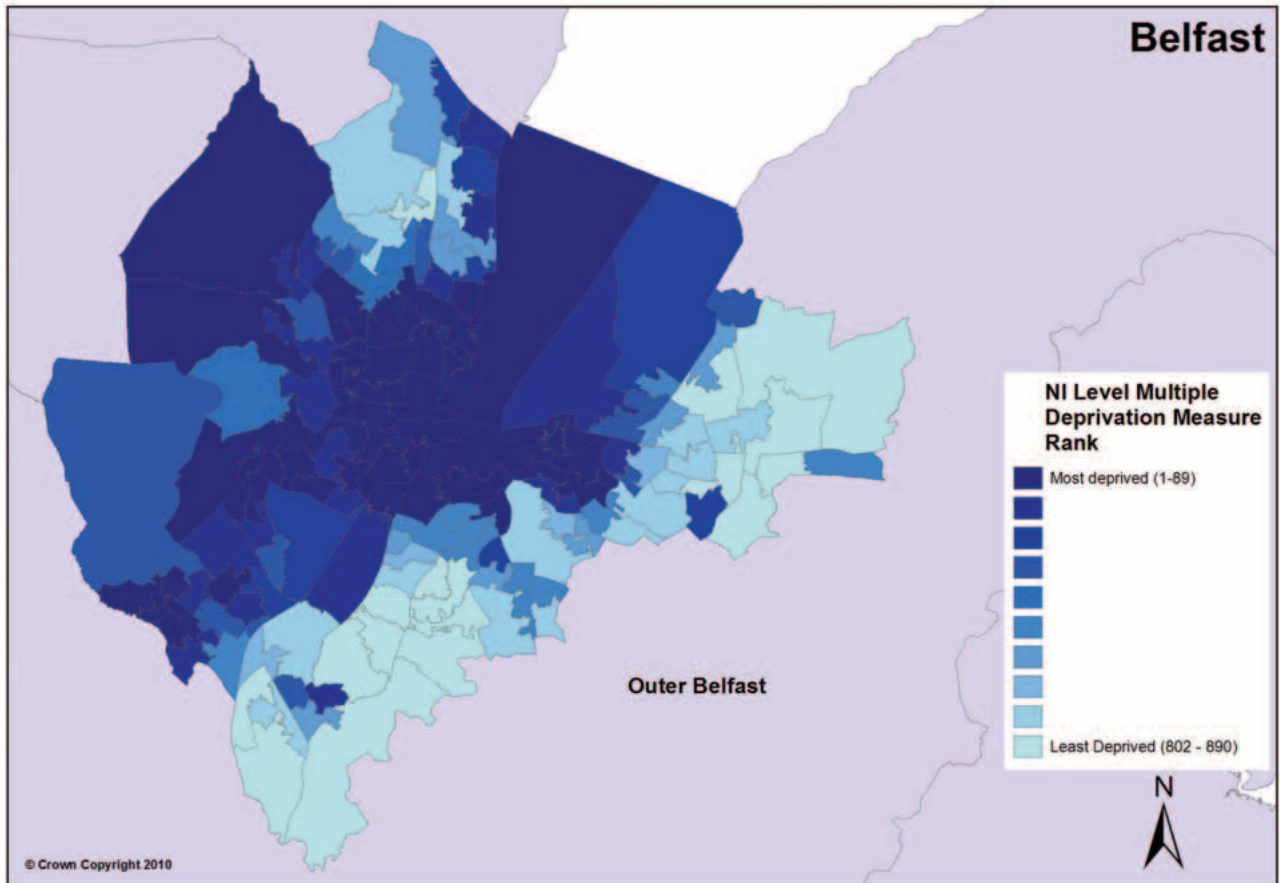 Belfast
NI Level Multiple
Deprivation Measure
Rank
Most deprived (1-89)
Least Deprived (802 - 890)
Outer Belfast
N
© Crown Copyright 2010